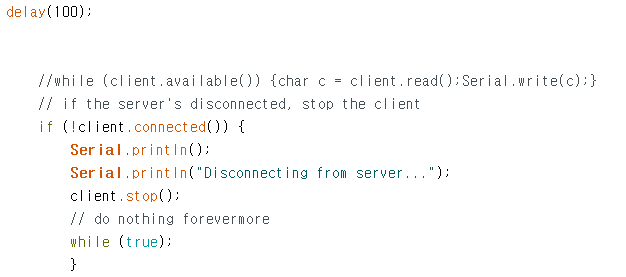 delay(100);
//while (client.available()) {char c = client.read();Serial.write(c);}
// if the server's disconnected, stop the client
if (!client.connected()) {
Serial.println();
Serial.println("Disconnecting from server...");
client.stop();
// do nothing forevermore
while (true);
}